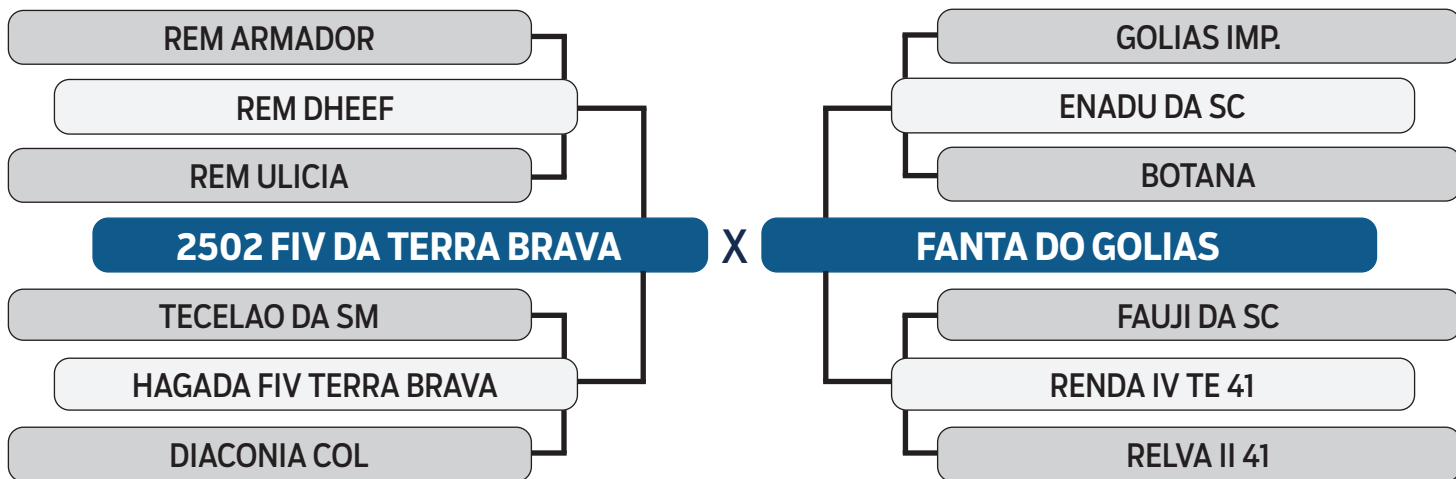 REM ARMADOR
GOLIAS IMP.
REM DHEEF
ENADU DA SC
REM ULICIA
BOTANA
2502 FIV DA TERRA BRAVA X FANTA DO GOLIAS
TECELAO DA SM
FAUJI DA SC
HAGADA FIV TERRA BRAVA
RENDA IV TE 41
DIACONIA COL
RELVA II 41